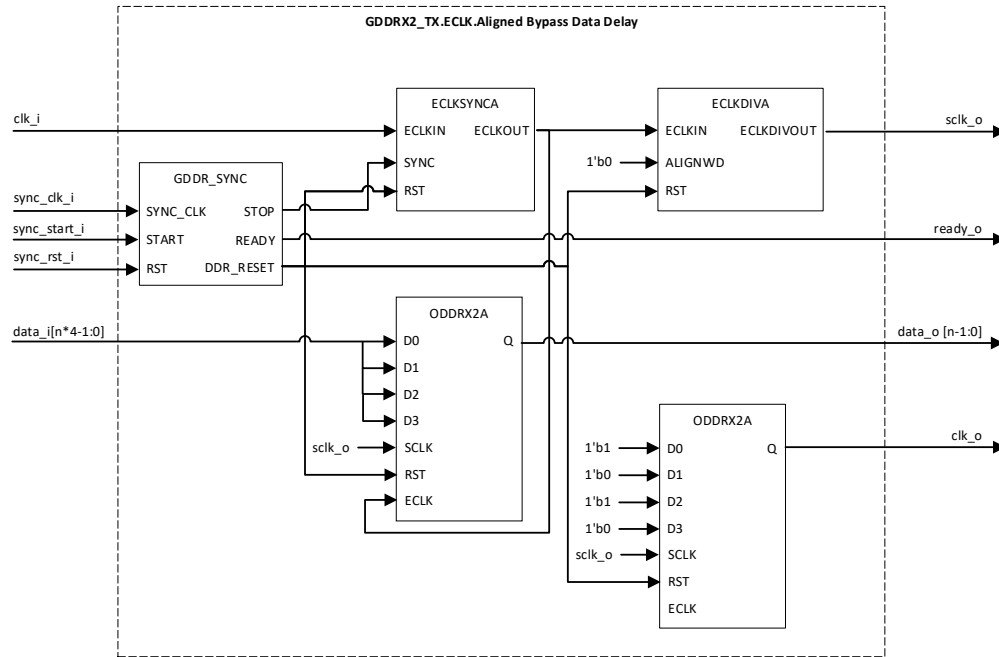 GDDRX2_TX.ECLK.Aligned Bypass Data Delay
ECLKSYNCA
ECLKDIVA
clk_i
ECLKIN
ECLKOUT
ECLKIN
ECLKDIVOUT
sclk_o
SYNC
1'b0
ALIGNWD
GDDR_SYNC
RST
RST
sync_clk_i
SYNC_CLK
STOP
sync_start_i
START
READY
ready_o
sync_rst_i
RST
DDR_RESET
ODDRX2A
data_i[n*4-1:0]
D0
Q
data_o [n-1:0]
D1
D2
D3
sclk_o
SCLK
RST
ECLK
ODDRX2A
1'b1
D0
Q
clk_o
1'b0
D1
1'b1
D2
1'b0
D3
sclk_o
SCLK
RST
ECLK